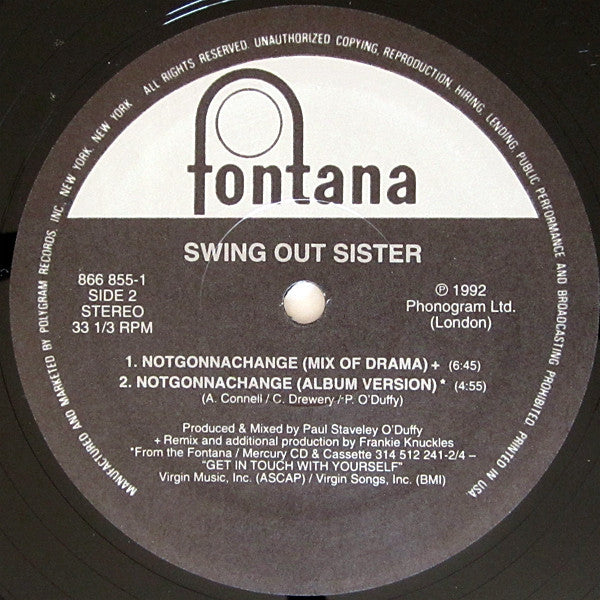 MANUFACTURED AND MARKETED BY POLYGRAM RECORDS, INC., NEW YORK, NEW YORK. ALL RIGHTS RESERVED. UNAUTHORIZED COPYING, REPRODUCTION, HIRING, LENDING, PUBLIC PERFORMANCE AND BROADCASTING PROHIBITED. PRINTED IN USA
fontana
SWING OUT SISTER
866 855-1
SIDE 2
STEREO
33 1/3 RPM
℗ 1992
Phonogram Ltd.
(London)
1. NOTGONNACHANGE (MIX OF DRAMA) + (6:45)
2. NOTGONNACHANGE (ALBUM VERSION) * (4:55)
(A. Connell / C. Drewery / P. O'Duffy)
Produced & Mixed by Paul Staveley O'Duffy
+ Remix and additional production by Frankie Knuckles
*From the Fontana / Mercury CD & Cassette 314 512 241-2/4 –
"GET IN TOUCH WITH YOURSELF"
Virgin Music, Inc. (ASCAP) / Virgin Songs, Inc. (BMI)